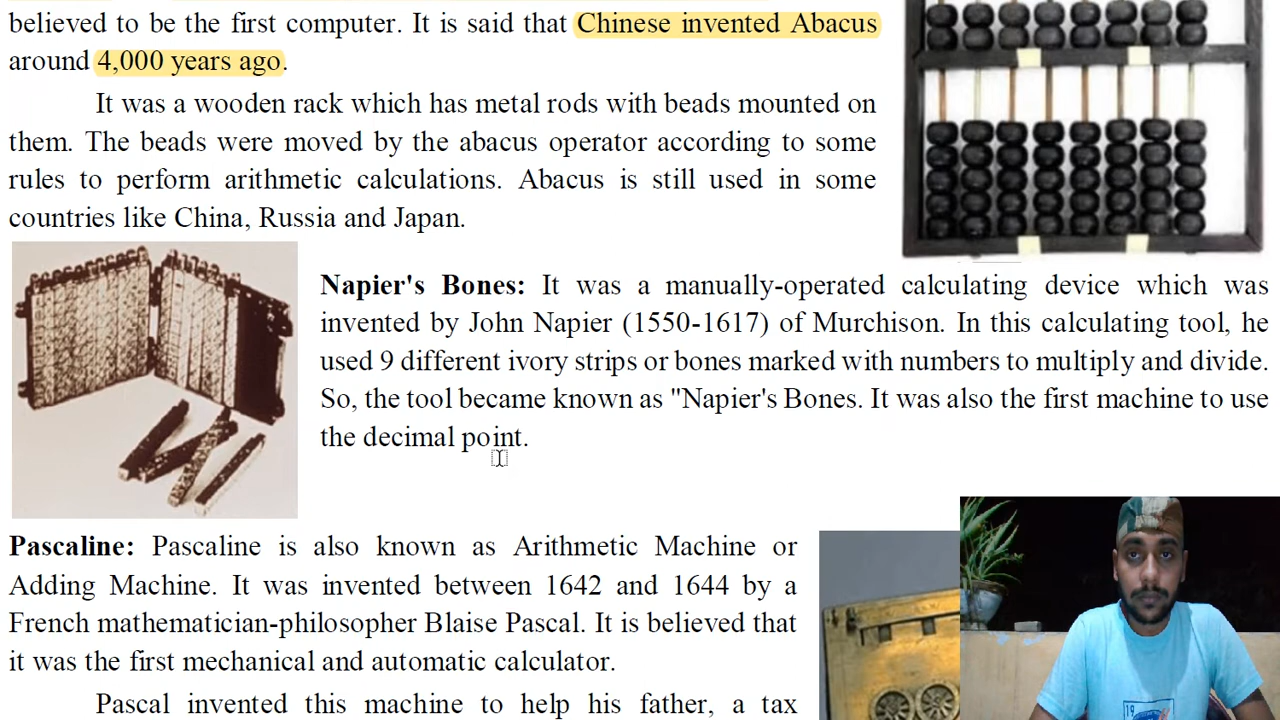 believed to be the first computer. It is said that Chinese invented Abacus
around 4,000 years ago.
It was a wooden rack which has metal rods with beads mounted on
them. The beads were moved by the abacus operator according to some
rules to perform arithmetic calculations. Abacus is still used in some
countries like China, Russia and Japan.
Napier's Bones: It was a manually-operated calculating device which was
invented by John Napier (1550-1617) of Murchison. In this calculating tool, he
used 9 different ivory strips or bones marked with numbers to multiply and divide.
So, the tool became known as "Napier's Bones. It was also the first machine to use
the decimal point.
Pascaline: Pascaline is also known as Arithmetic Machine or
Adding Machine. It was invented between 1642 and 1644 by a
French mathematician-philosopher Blaise Pascal. It is believed that
it was the first mechanical and automatic calculator.
Pascal invented this machine to help his father, a tax
19